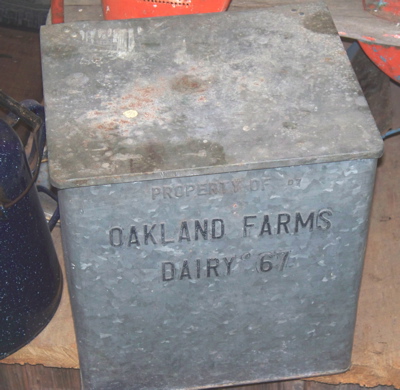 PROPERTY OF
OAKLAND FARMS
DAIRY 67